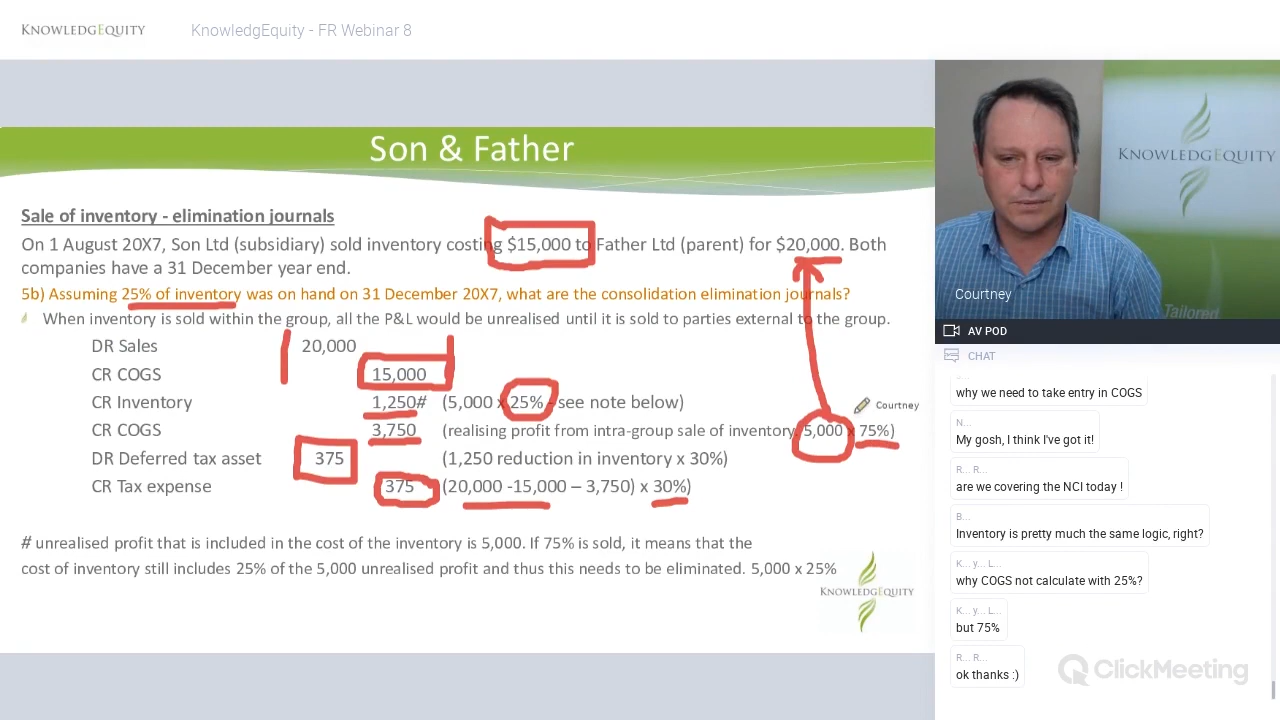 KNOWLEDGEQUITY
KnowledgEquity - FR Webinar 8
Son & Father
Sale of inventory - elimination journals
On 1 August 20X7, Son Ltd (subsidiary) sold inventory costing $15,000 to Father Ltd (parent) for $20,000. Both
companies have a 31 December year end.
5b) Assuming 25% of inventory was on hand on 31 December 20X7, what are the consolidation elimination journals?
When inventory is sold within the group, all the P&L would be unrealised until it is sold to parties external to the group.
DR Sales 20,000
CR COGS 15,000
CR Inventory 1,250# (5,000 x 25% - see note below)
Courtney
CR COGS 3,750 (realising profit from intra-group sale of inventory 5,000 x 75%)
DR Deferred tax asset 375 (1,250 reduction in inventory x 30%)
CR Tax expense 375 (20,000 -15,000 – 3,750) x 30%)
# unrealised profit that is included in the cost of the inventory is 5,000. If 75% is sold, it means that the
cost of inventory still includes 25% of the 5,000 unrealised profit and thus this needs to be eliminated. 5,000 x 25%
KNOWLEDGEQUITY
KNOWLEDGEQUITY
Tailored
Courtney
AV POD
CHAT
why we need to take entry in COGS
N...
My gosh, I think I've got it!
R... R...
are we covering the NCI today !
B...
Inventory is pretty much the same logic, right?
K... y... L...
why COGS not calculate with 25%?
K... y... L...
but 75%
R... R...
ok thanks :)
ClickMeeting